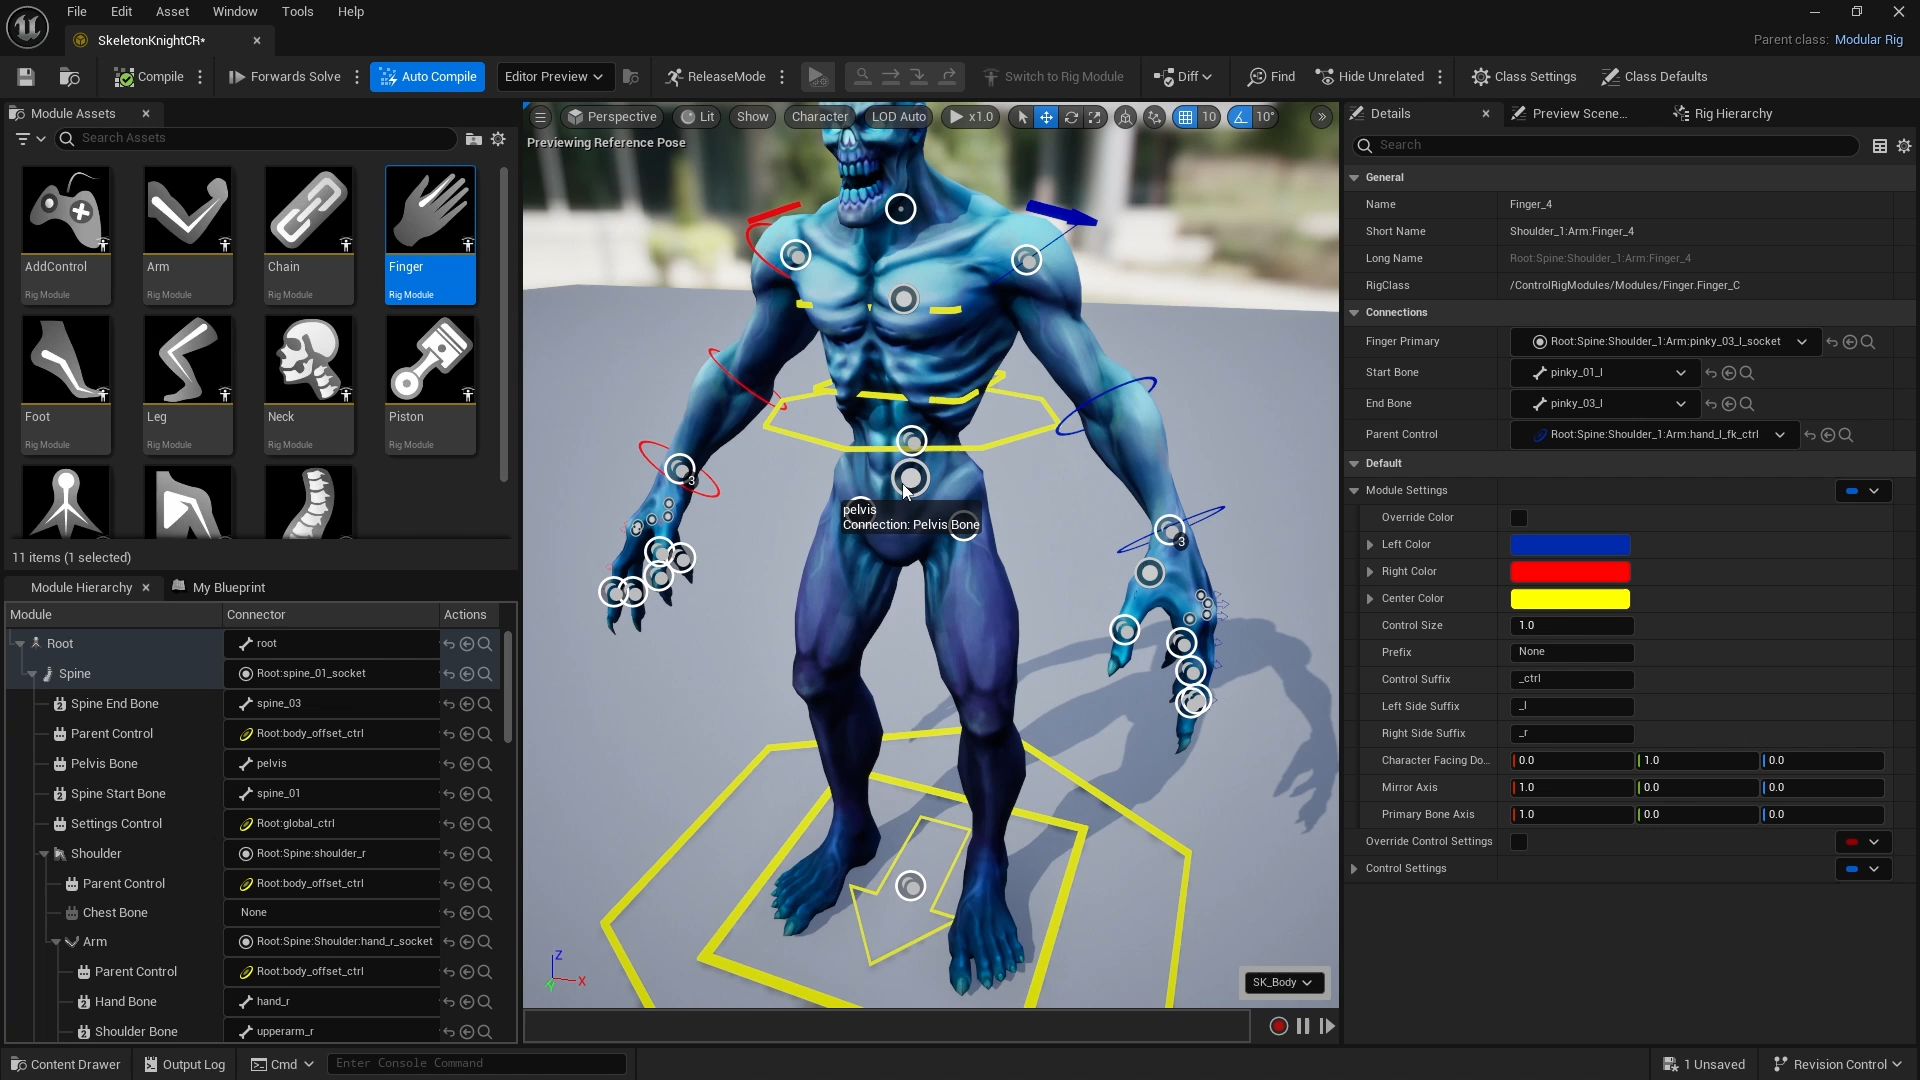 File Edit Asset Window Tools Help
SkeletonKnightCR*
Parent class: Modular Rig
Compile Forwards Solve Auto Compile Editor Preview ReleaseMode Switch to Rig Module Diff Find Hide Unrelated Class Settings Class Defaults
Module Assets
Search Assets
AddControl
Rig Module
Arm
Rig Module
Chain
Rig Module
Finger
Rig Module
Foot
Rig Module
Leg
Rig Module
Neck
Rig Module
Piston
Rig Module
11 items (1 selected)
Module Hierarchy My Blueprint
Module Connector Actions
Root root
Spine Root:spine_01_socket
Spine End Bone spine_03
Parent Control Root:body_offset_ctrl
Pelvis Bone pelvis
Spine Start Bone spine_01
Settings Control Root:global_ctrl
Shoulder Root:Spine:shoulder_r
Parent Control Root:body_offset_ctrl
Chest Bone None
Arm Root:Spine:Shoulder:hand_r_socket
Parent Control Root:body_offset_ctrl
Hand Bone hand_r
Shoulder Bone upperarm_r
Perspective Lit Show Character LOD Auto x1.0 10 10°
Previewing Reference Pose
3
pelvis
Connection: Pelvis Bone
3
Z
X
Y
SK_Body
Details Preview Scene... Rig Hierarchy
Search
General
Name Finger_4
Short Name Shoulder_1:Arm:Finger_4
Long Name Root:Spine:Shoulder_1:Arm:Finger_4
RigClass /ControlRigModules/Modules/Finger.Finger_C
Connections
Finger Primary Root:Spine:Shoulder_1:Arm:pinky_03_l_socket
Start Bone pinky_01_l
End Bone pinky_03_l
Parent Control Root:Spine:Shoulder_1:Arm:hand_l_fk_ctrl
Default
Module Settings
Override Color
Left Color
Right Color
Center Color
Control Size 1.0
Prefix None
Control Suffix _ctrl
Left Side Suffix _l
Right Side Suffix _r
Character Facing Do... 0.0 1.0 0.0
Mirror Axis 1.0 0.0 0.0
Primary Bone Axis 1.0 0.0 0.0
Override Control Settings
Control Settings
Content Drawer Output Log Cmd Enter Console Command 1 Unsaved Revision Control